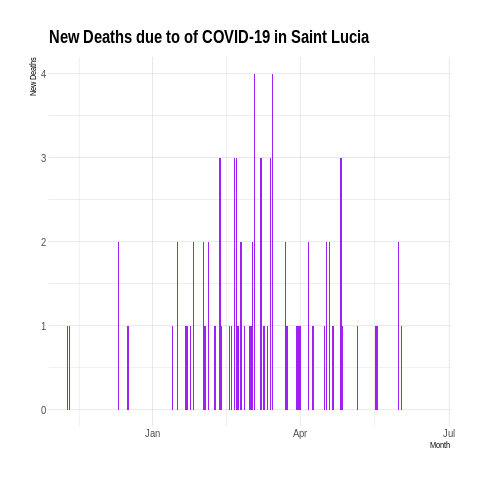 New Deaths due to of COVID-19 in Saint Lucia
New Deaths
4
3
2
1
0
Jan
Apr
Jul
Month